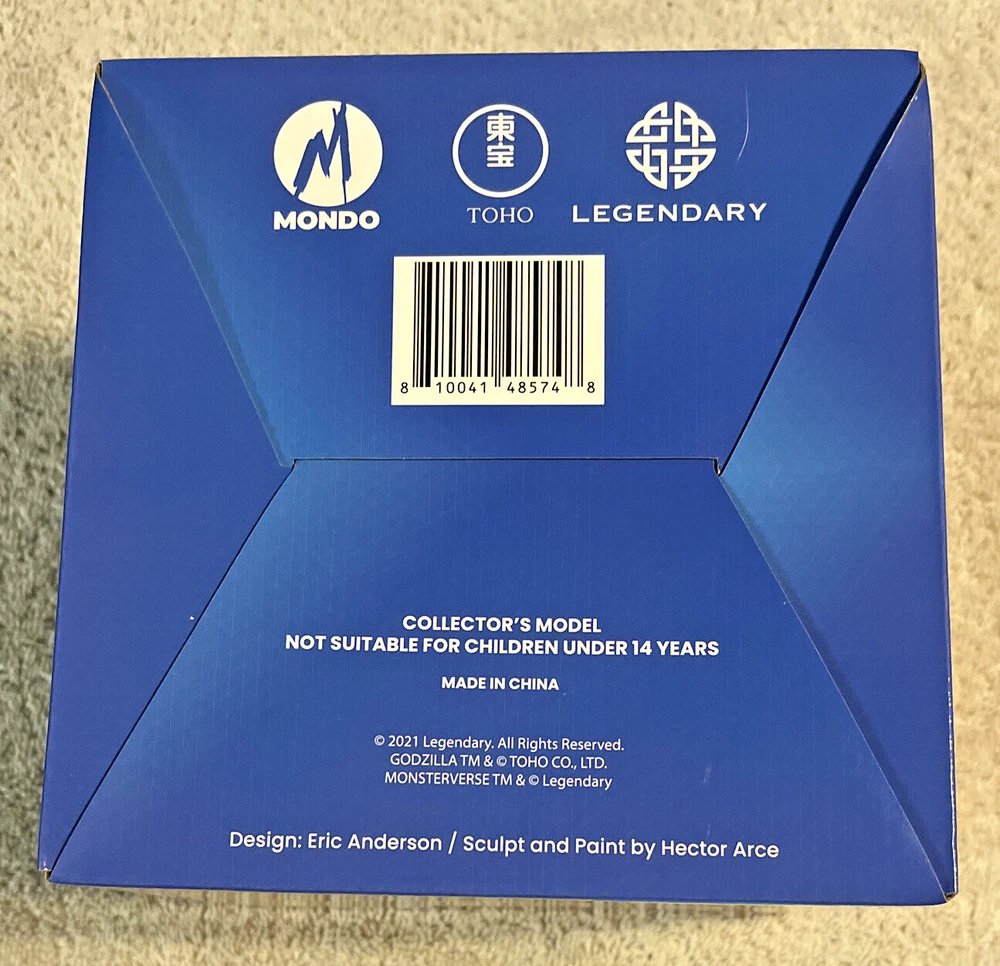 MONDO
東宝
TOHO
LEGENDARY
8 10041 48574 8
COLLECTOR'S MODEL
NOT SUITABLE FOR CHILDREN UNDER 14 YEARS
MADE IN CHINA
© 2021 Legendary. All Rights Reserved.
GODZILLA TM & © TOHO CO., LTD.
MONSTERVERSE TM & © Legendary
Design: Eric Anderson / Sculpt and Paint by Hector Arce